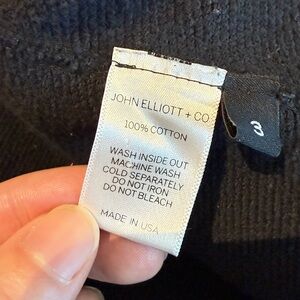 JOHN ELLIOTT + CO
100% COTTON
WASH INSIDE OUT
MACHINE WASH
COLD SEPARATELY
DO NOT IRON
DO NOT BLEACH
MADE IN USA
3